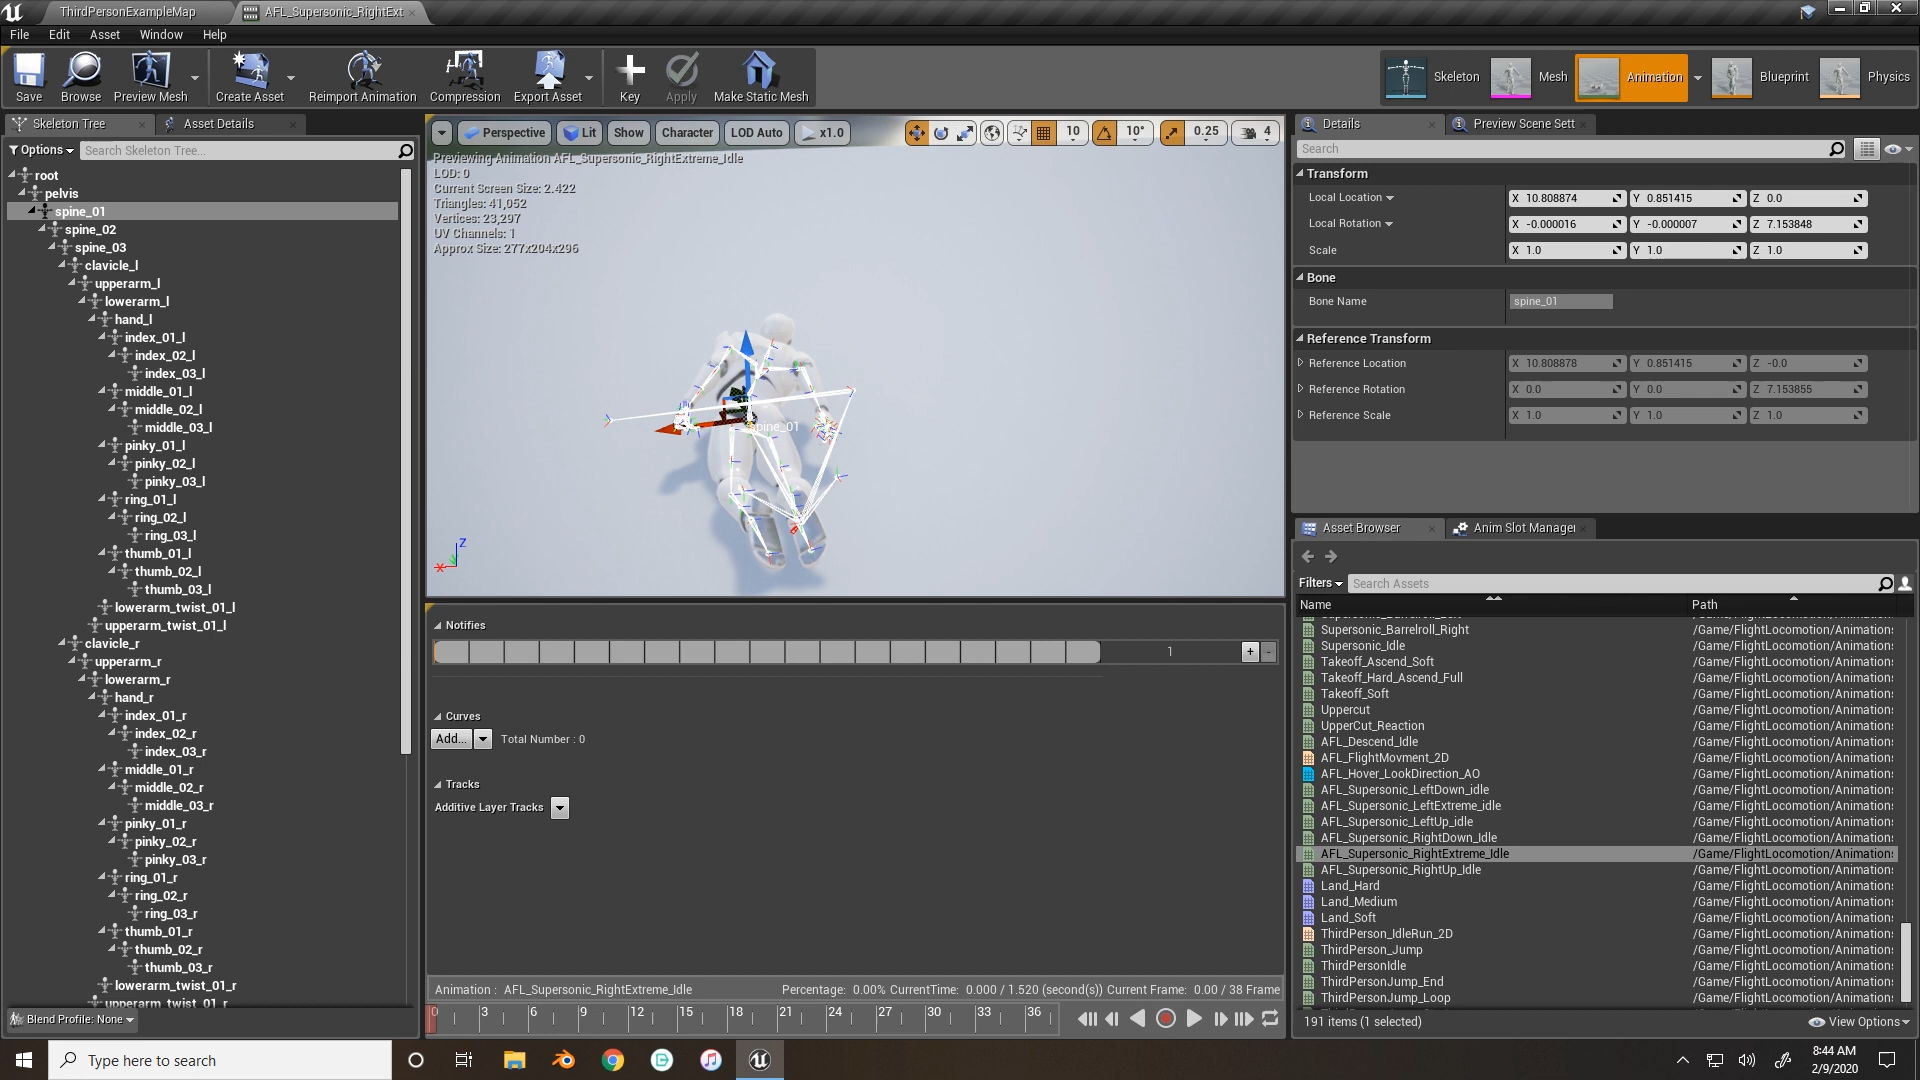 ThirdPersonExampleMap
AFL_Supersonic_RightExt
File Edit Asset Window Help
Save Browse Preview Mesh Create Asset Reimport Animation Compression Export Asset Key Apply Make Static Mesh
Skeleton Mesh Animation Blueprint Physics
Skeleton Tree Asset Details
Options Search Skeleton Tree...
root
pelvis
spine_01
spine_02
spine_03
clavicle_l
upperarm_l
lowerarm_l
hand_l
index_01_l
index_02_l
index_03_l
middle_01_l
middle_02_l
middle_03_l
pinky_01_l
pinky_02_l
pinky_03_l
ring_01_l
ring_02_l
ring_03_l
thumb_01_l
thumb_02_l
thumb_03_l
lowerarm_twist_01_l
upperarm_twist_01_l
clavicle_r
upperarm_r
lowerarm_r
hand_r
index_01_r
index_02_r
index_03_r
middle_01_r
middle_02_r
middle_03_r
pinky_01_r
pinky_02_r
pinky_03_r
ring_01_r
ring_02_r
ring_03_r
thumb_01_r
thumb_02_r
thumb_03_r
lowerarm_twist_01_r
upperarm_twist_01_r
Blend Profile: None
Perspective Lit Show Character LOD Auto x1.0 10 10° 0.25 4
Previewing Animation AFL_Supersonic_RightExtreme_Idle
LOD: 0
Current Screen Size: 2.422
Triangles: 41,052
Vertices: 23,297
UV Channels: 1
Approx Size: 277x204x296
spine_01
Z
X
Notifies
1 + -
Curves
Add... Total Number : 0
Tracks
Additive Layer Tracks
Animation : AFL_Supersonic_RightExtreme_Idle Percentage: 0.00% CurrentTime: 0.000 / 1.520 (second(s)) Current Frame: 0.00 / 38 Frame
0 3 6 9 12 15 18 21 24 27 30 33 36
Details Preview Scene Sett
Search
Transform
Local Location X 10.808874 Y 0.851415 Z 0.0
Local Rotation X -0.000016 Y -0.000007 Z 7.153848
Scale X 1.0 Y 1.0 Z 1.0
Bone
Bone Name spine_01
Reference Transform
Reference Location X 10.808878 Y 0.851415 Z -0.0
Reference Rotation X 0.0 Y 0.0 Z 7.153855
Reference Scale X 1.0 Y 1.0 Z 1.0
Asset Browser Anim Slot Manager
Filters Search Assets
Name Path
Supersonic_Barrelroll_Right /Game/FlightLocomotion/Animation
Supersonic_Idle /Game/FlightLocomotion/Animation
Takeoff_Ascend_Soft /Game/FlightLocomotion/Animation
Takeoff_Hard_Ascend_Full /Game/FlightLocomotion/Animation
Takeoff_Soft /Game/FlightLocomotion/Animation
Uppercut /Game/FlightLocomotion/Animation
UpperCut_Reaction /Game/FlightLocomotion/Animation
AFL_Descend_Idle /Game/FlightLocomotion/Animation
AFL_FlightMovment_2D /Game/FlightLocomotion/Animation
AFL_Hover_LookDirection_AO /Game/FlightLocomotion/Animation
AFL_Supersonic_LeftDown_idle /Game/FlightLocomotion/Animation
AFL_Supersonic_LeftExtreme_idle /Game/FlightLocomotion/Animation
AFL_Supersonic_LeftUp_idle /Game/FlightLocomotion/Animation
AFL_Supersonic_RightDown_Idle /Game/FlightLocomotion/Animation
AFL_Supersonic_RightExtreme_Idle /Game/FlightLocomotion/Animation
AFL_Supersonic_RightUp_Idle /Game/FlightLocomotion/Animation
Land_Hard /Game/FlightLocomotion/Animation
Land_Medium /Game/FlightLocomotion/Animation
Land_Soft /Game/FlightLocomotion/Animation
ThirdPerson_IdleRun_2D /Game/FlightLocomotion/Animation
ThirdPerson_Jump /Game/FlightLocomotion/Animation
ThirdPersonIdle /Game/FlightLocomotion/Animation
ThirdPersonJump_End /Game/FlightLocomotion/Animation
ThirdPersonJump_Loop /Game/FlightLocomotion/Animation
191 items (1 selected) View Options
Type here to search
8:44 AM
2/9/2020